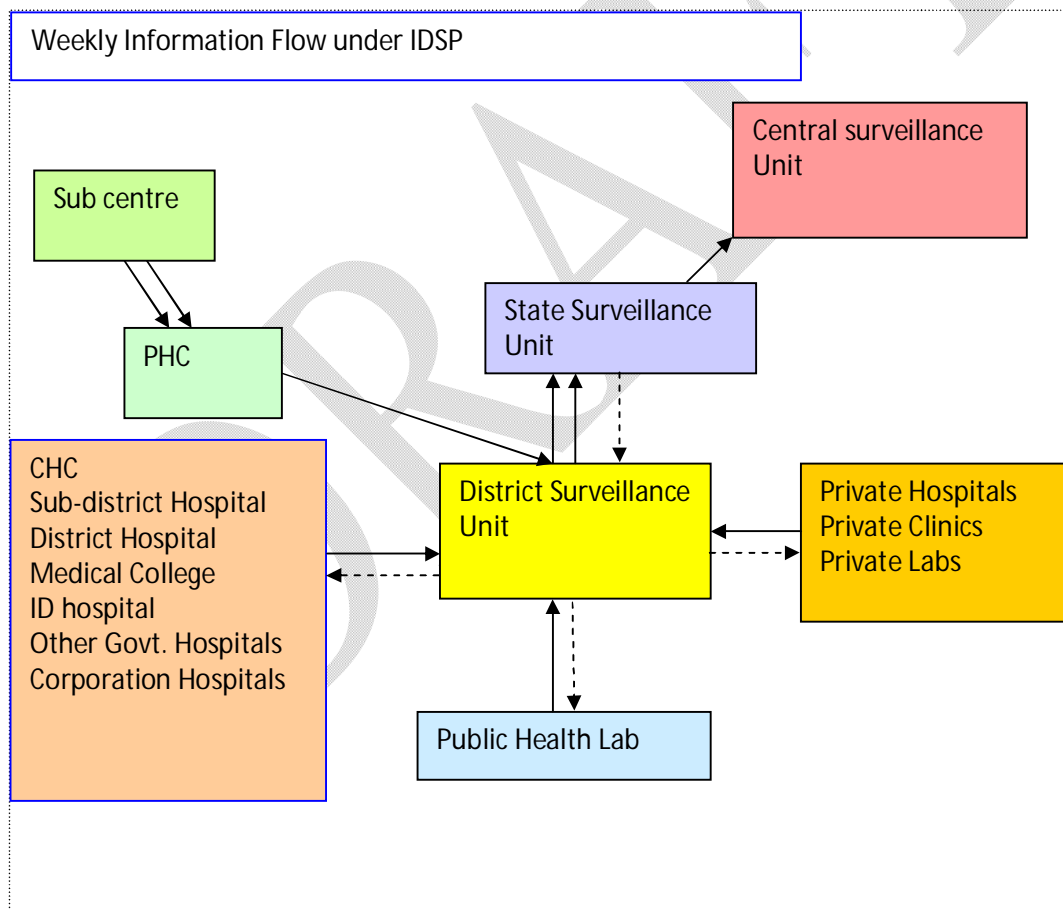 Weekly Information Flow under IDSP
Central surveillance
Unit
Sub centre
State Surveillance
Unit
PHC
CHC
Sub-district Hospital
District Hospital
Medical College
ID hospital
Other Govt. Hospitals
Corporation Hospitals
District Surveillance
Unit
Private Hospitals
Private Clinics
Private Labs
Public Health Lab